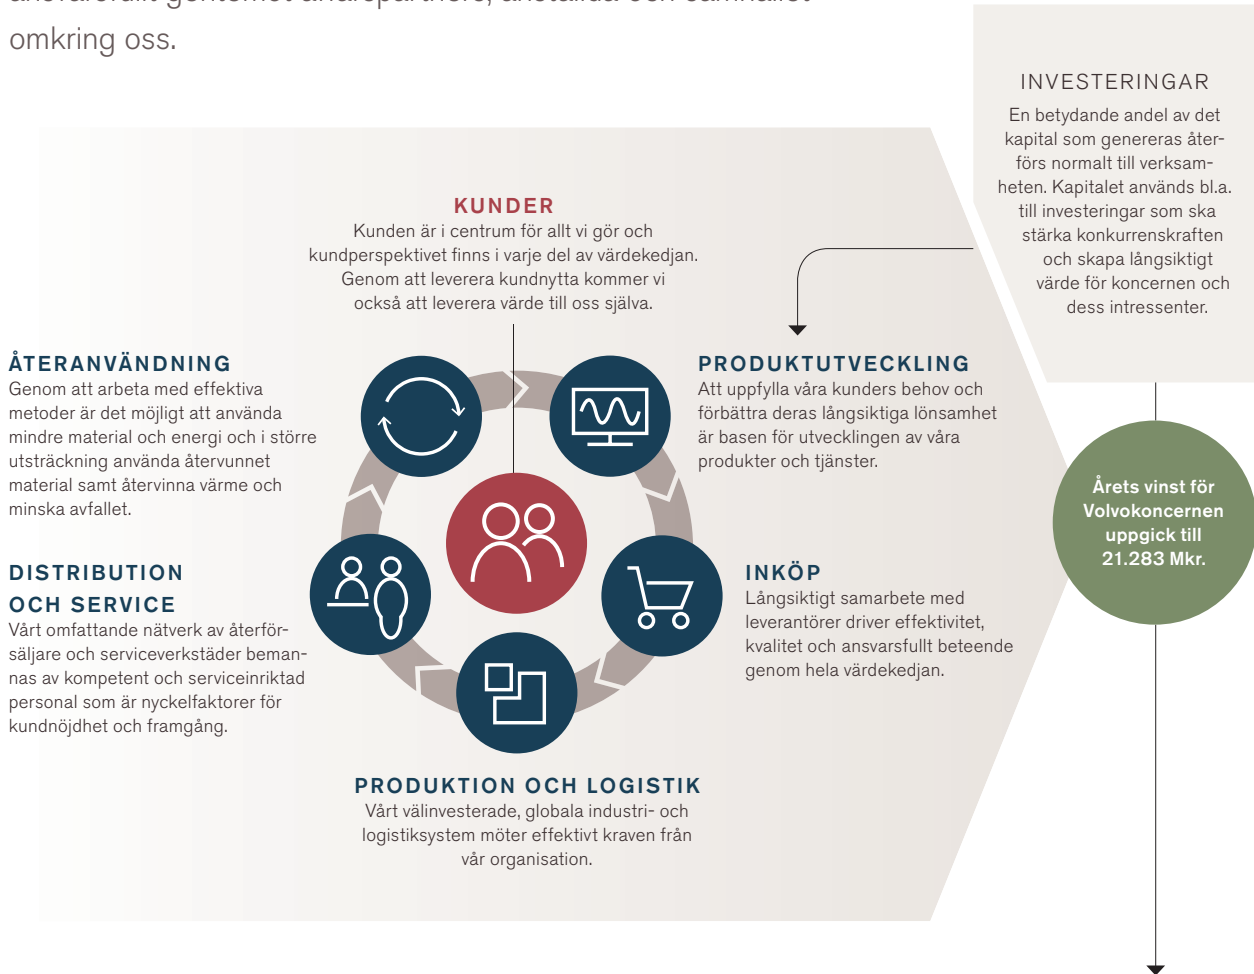 omkring oss.
INVESTERINGAR
En betydande andel av det
kapital som genereras åter-
förs normalt till verksam-
heten. Kapitalet används bl.a.
till investeringar som ska
stärka konkurrenskraften
och skapa långsiktigt
värde för koncernen och
dess intressenter.
KUNDER
Kunden är i centrum för allt vi gör och
kundperspektivet finns i varje del av värdekedjan.
Genom att leverera kundnytta kommer vi
också att leverera värde till oss själva.
ÅTERANVÄNDNING
Genom att arbeta med effektiva
metoder är det möjligt att använda
mindre material och energi och i större
utsträckning använda återvunnet
material samt återvinna värme och
minska avfallet.
PRODUKTUTVECKLING
Att uppfylla våra kunders behov och
förbättra deras långsiktiga lönsamhet
är basen för utvecklingen av våra
produkter och tjänster.
Årets vinst för
Volvokoncernen
uppgick till
21.283 Mkr.
DISTRIBUTION
OCH SERVICE
Vårt omfattande nätverk av återför-
säljare och serviceverkstäder beman-
nas av kompetent och serviceinriktad
personal som är nyckelfaktorer för
kundnöjdhet och framgång.
INKÖP
Långsiktigt samarbete med
leverantörer driver effektivitet,
kvalitet och ansvarsfullt beteende
genom hela värdekedjan.
PRODUKTION OCH LOGISTIK
Vårt välinvesterade, globala industri- och
logistiksystem möter effektivt kraven från
vår organisation.